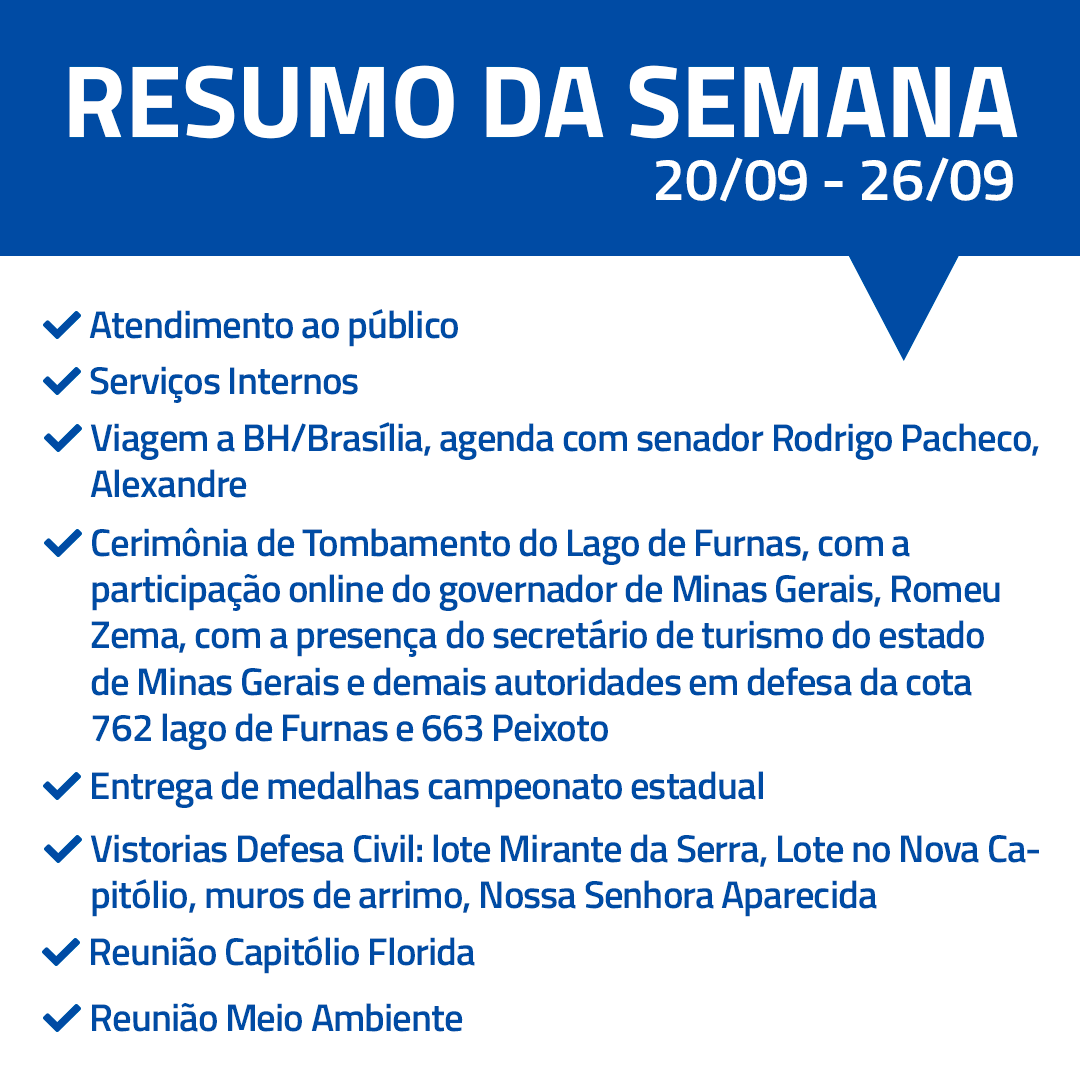 RESUMO DA SEMANA
20/09 - 26/09
Atendimento ao público
Serviços Internos
Viagem a BH/Brasília, agenda com senador Rodrigo Pacheco,
Alexandre
Cerimônia de Tombamento do Lago de Furnas, com a
participação online do governador de Minas Gerais, Romeu
Zema, com a presença do secretário de turismo do estado
de Minas Gerais e demais autoridades em defesa da cota
762 lago de Furnas e 663 Peixoto
Entrega de medalhas campeonato estadual
Vistorias Defesa Civil: lote Mirante da Serra, Lote no Nova Ca-
pitólio, muros de arrimo, Nossa Senhora Aparecida
Reunião Capitólio Florida
Reunião Meio Ambiente